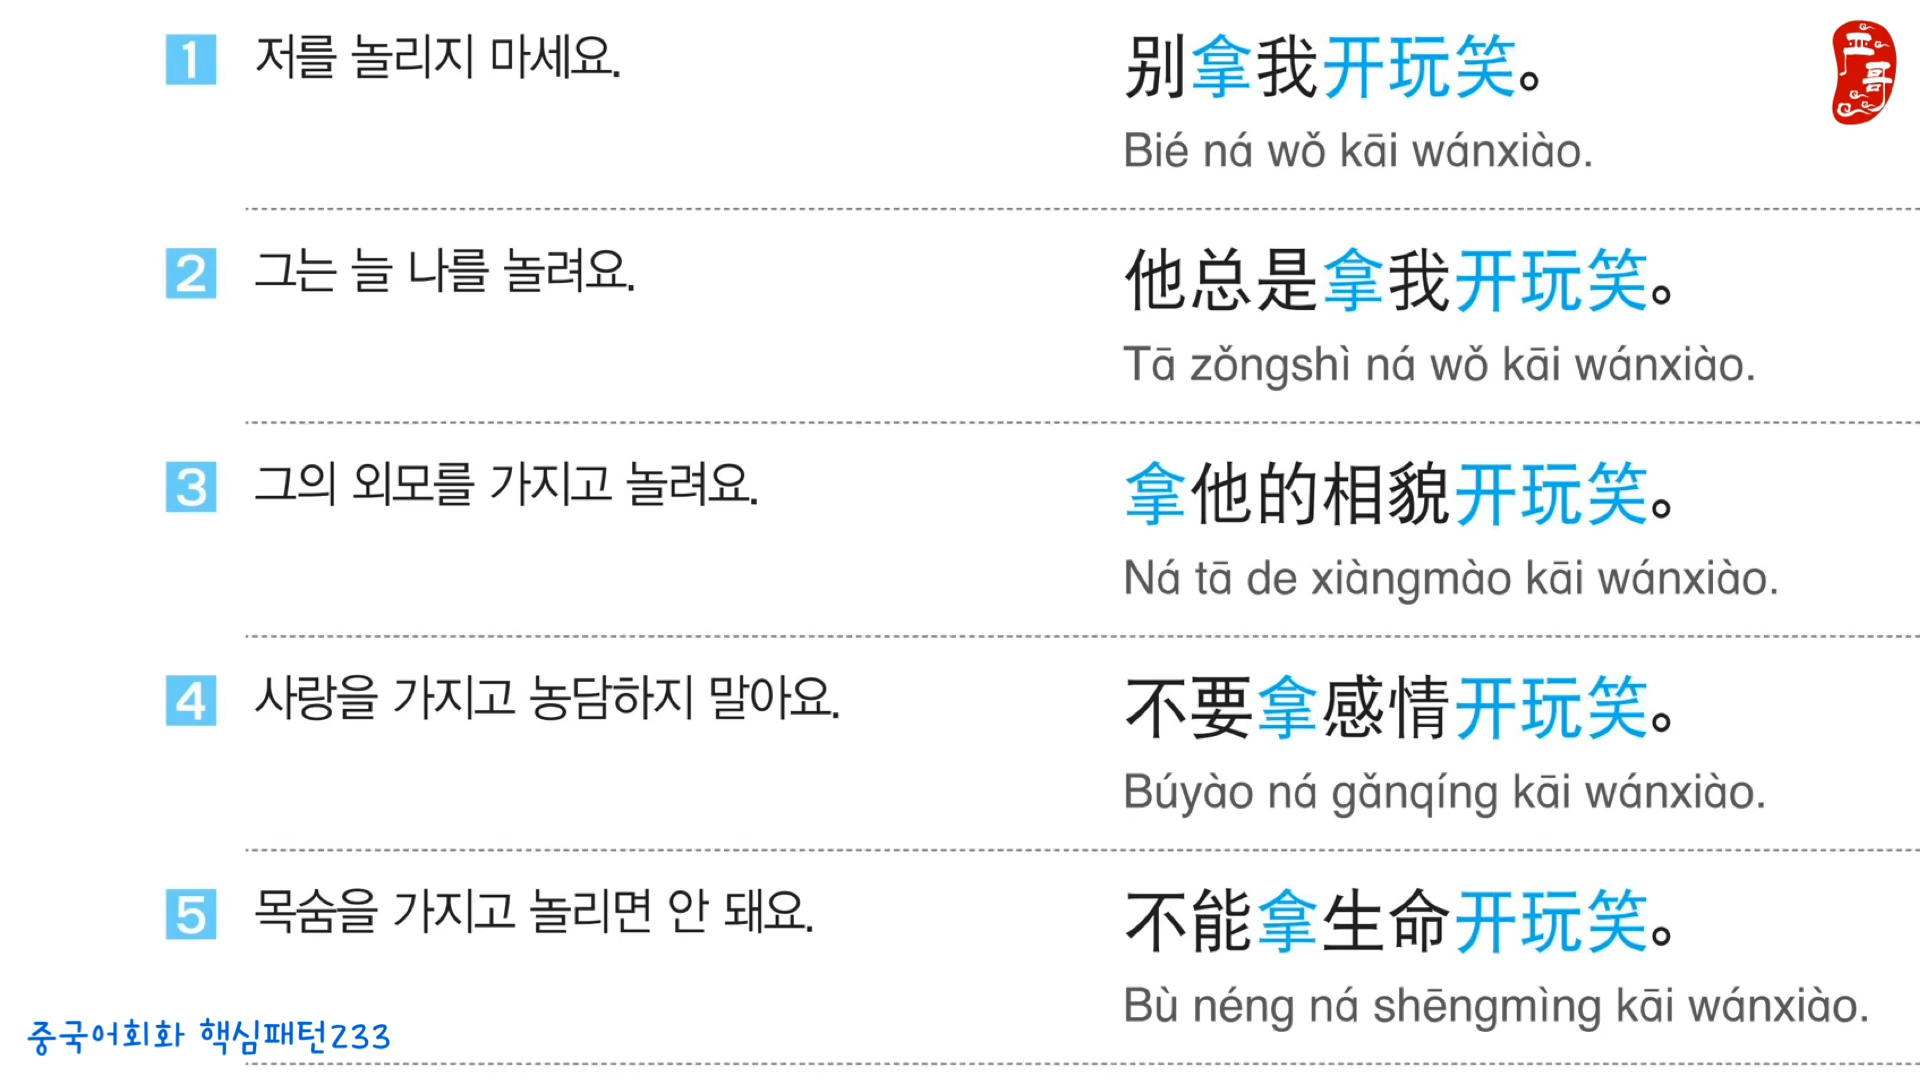 1 저를 놀리지 마세요.
别拿我开玩笑。
Bié ná wǒ kāi wánxiào.
2 그는 늘 나를 놀려요.
他总是拿我开玩笑。
Tā zǒngshì ná wǒ kāi wánxiào.
3 그의 외모를 가지고 놀려요.
拿他的相貌开玩笑。
Ná tā de xiàngmào kāi wánxiào.
4 사랑을 가지고 농담하지 말아요.
不要拿感情开玩笑。
Búyào ná gǎnqíng kāi wánxiào.
5 목숨을 가지고 놀리면 안 돼요.
不能拿生命开玩笑。
Bù néng ná shēngmìng kāi wánxiào.
중국어회화 핵심패턴233